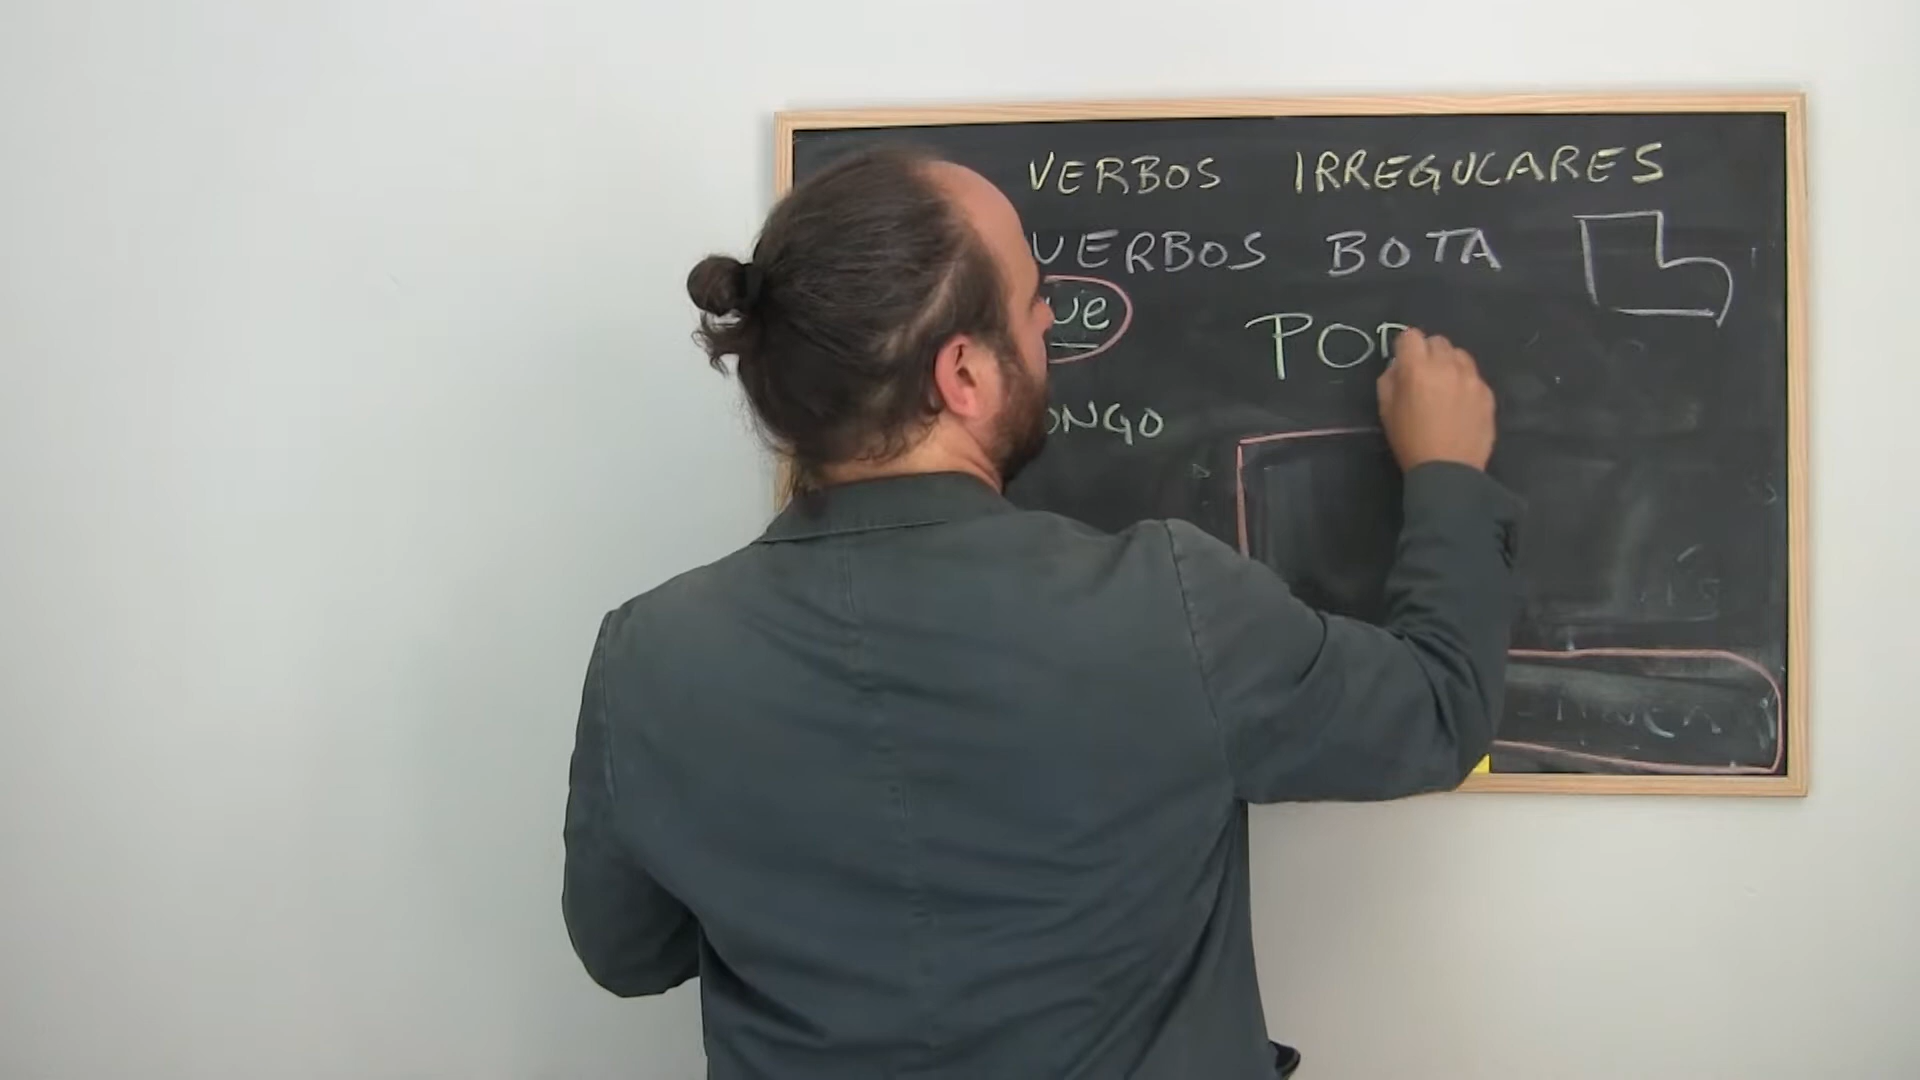 VERBOS IRREGULARES
VERBOS BOTA
ue
POD
ONGO